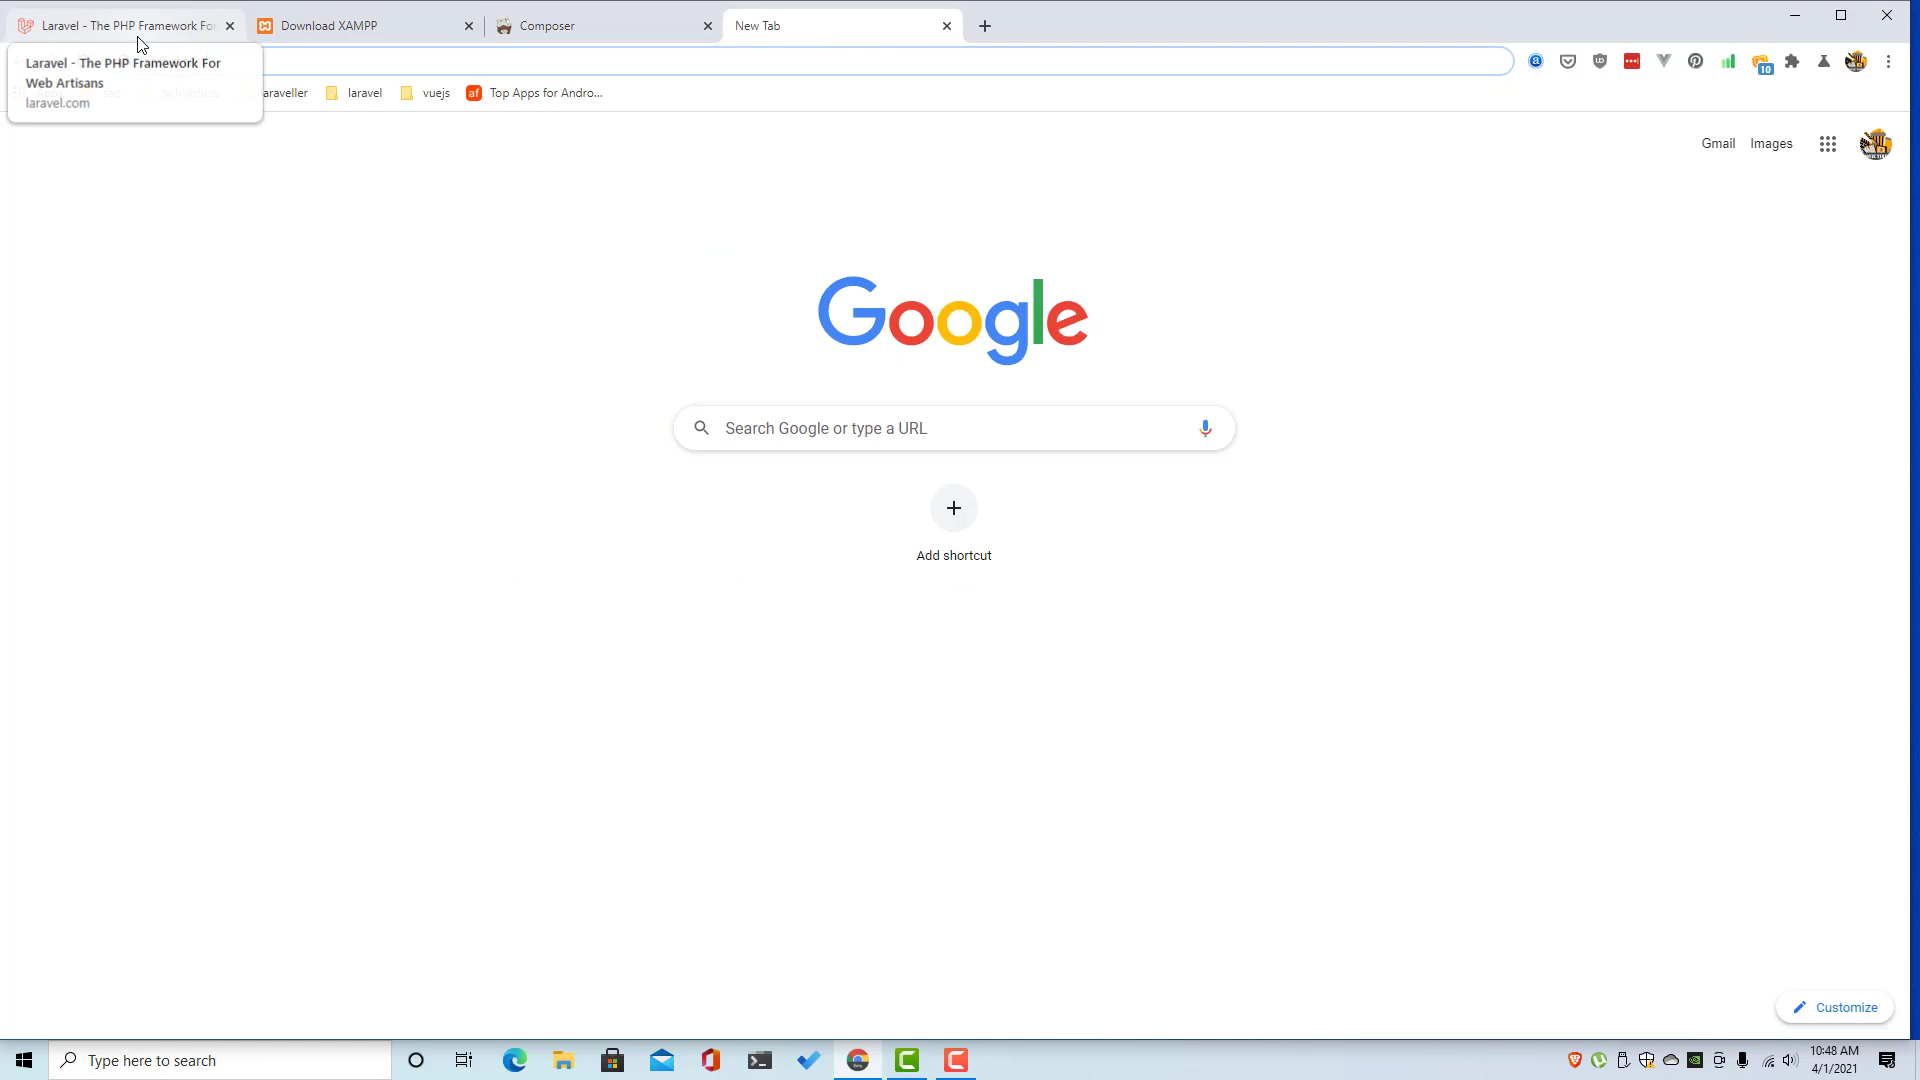 Laravel - The PHP Framework For
Download XAMPP
Composer
New Tab
Laravel - The PHP Framework For
Web Artisans
laravel.com
araveller
laravel
vuejs
af
Top Apps for Andro...
10
Gmail
Images
Google
Search Google or type a URL
Add shortcut
Customize
Type here to search
10:48 AM
4/1/2021